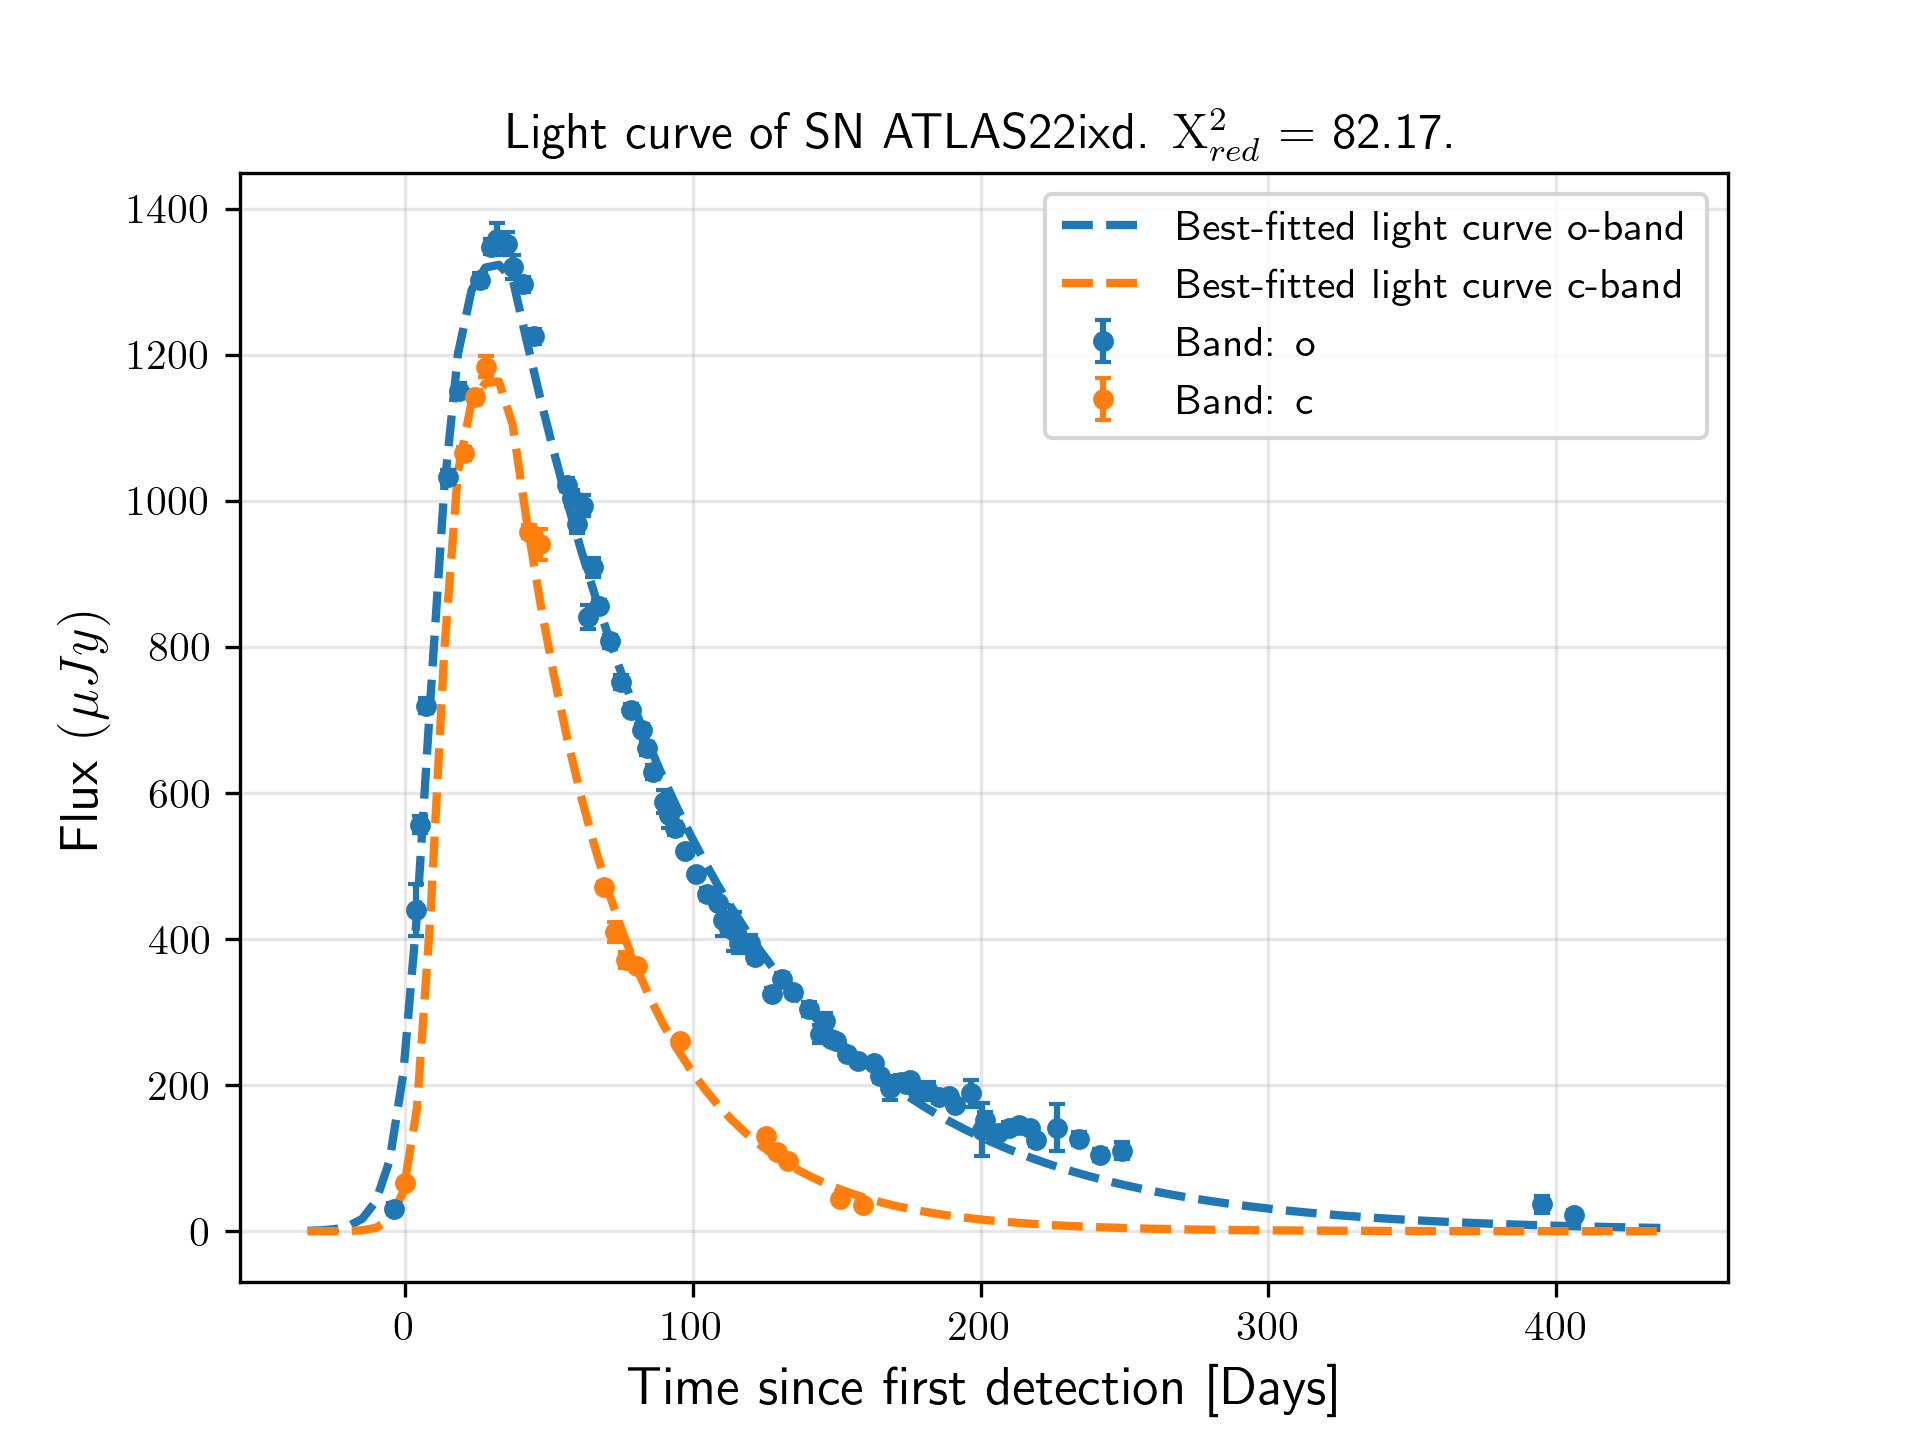 Light curve of SN ATLAS22ixd. X²_red = 82.17.
1400
1200
1000
800
600
400
200
0
Flux (μJy)
Best-fitted light curve o-band
Best-fitted light curve c-band
Band: o
Band: c
0 100 200 300 400
Time since first detection [Days]